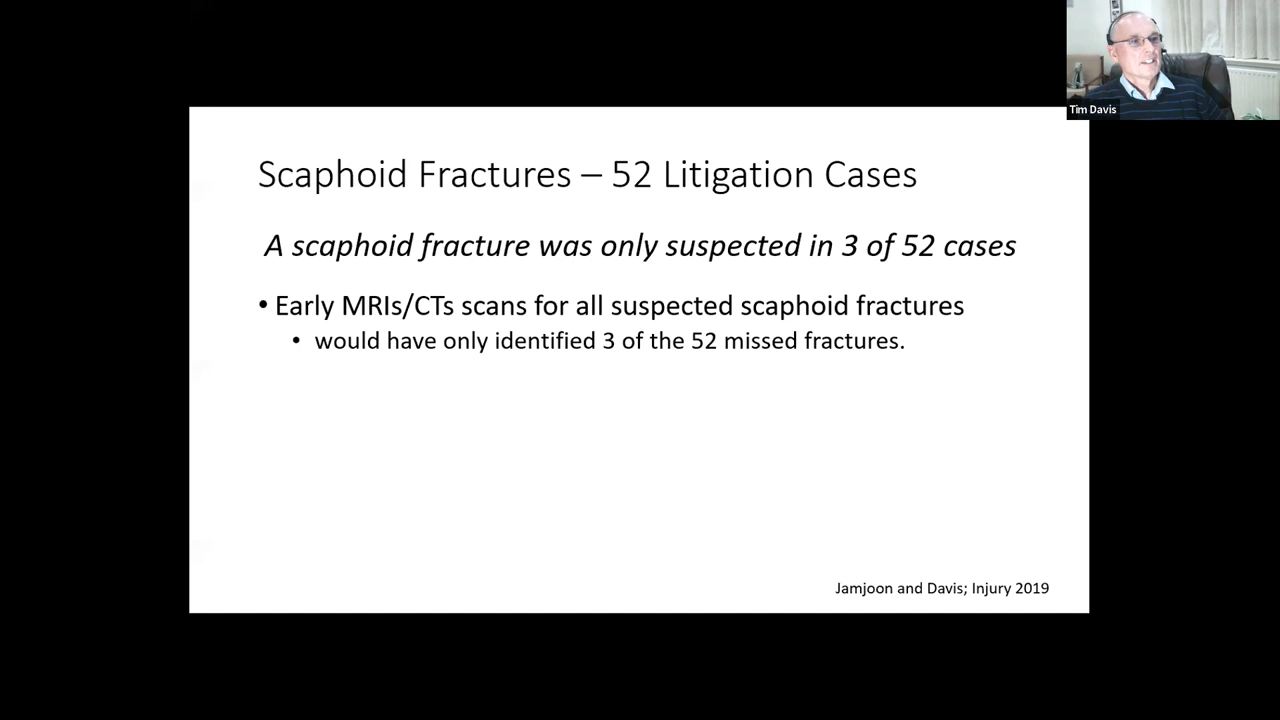 Tim Davis
Scaphoid Fractures – 52 Litigation Cases
A scaphoid fracture was only suspected in 3 of 52 cases
• Early MRIs/CTs scans for all suspected scaphoid fractures
• would have only identified 3 of the 52 missed fractures.
Jamjoon and Davis; Injury 2019